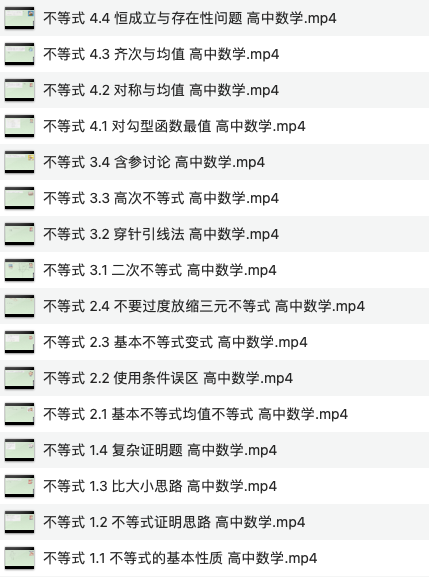 不等式 4.4 恒成立与存在性问题 高中数学.mp4
不等式 4.3 齐次与均值 高中数学.mp4
不等式 4.2 对称与均值 高中数学.mp4
不等式 4.1 对勾型函数最值 高中数学.mp4
不等式 3.4 含参讨论 高中数学.mp4
不等式 3.3 高次不等式 高中数学.mp4
不等式 3.2 穿针引线法 高中数学.mp4
不等式 3.1 二次不等式 高中数学.mp4
不等式 2.4 不要过度放缩三元不等式 高中数学.mp4
不等式 2.3 基本不等式变式 高中数学.mp4
不等式 2.2 使用条件误区 高中数学.mp4
不等式 2.1 基本不等式均值不等式 高中数学.mp4
不等式 1.4 复杂证明题 高中数学.mp4
不等式 1.3 比大小思路 高中数学.mp4
不等式 1.2 不等式证明思路 高中数学.mp4
不等式 1.1 不等式的基本性质 高中数学.mp4